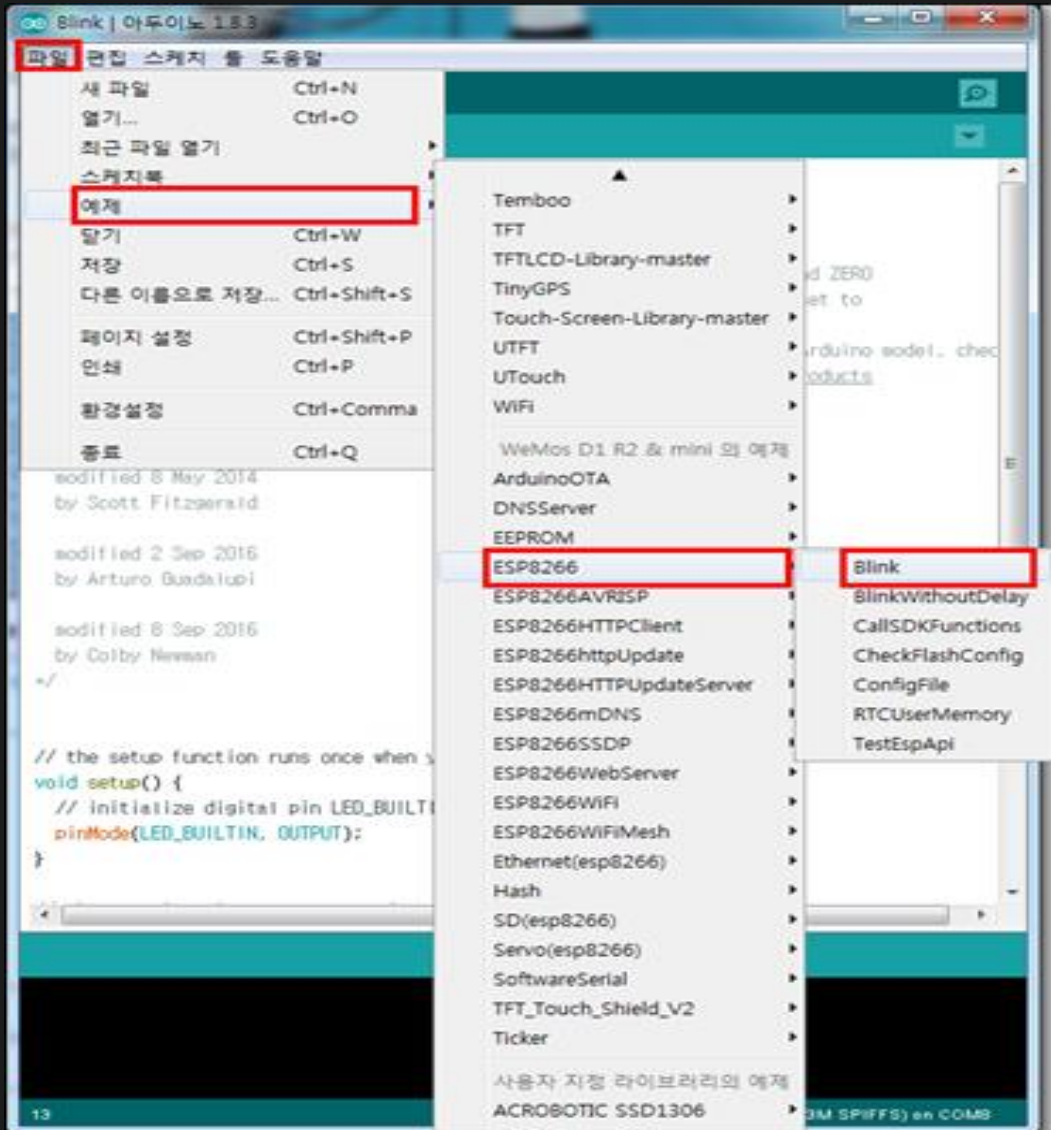 Blink | 아두이노 1.8.3
파일 편집 스케치 툴 도움말
새 파일 Ctrl+N
열기... Ctrl+O
최근 파일 열기
스케치북
예제
닫기 Ctrl+W
저장 Ctrl+S
다른 이름으로 저장... Ctrl+Shift+S
페이지 설정 Ctrl+Shift+P
인쇄 Ctrl+P
환경설정 Ctrl+Comma
종료 Ctrl+Q
Temboo
TFT
TFTLCD-Library-master
TinyGPS
Touch-Screen-Library-master
UTFT
UTouch
WiFi
WeMos D1 R2 & mini 의 예제
ArduinoOTA
DNSServer
EEPROM
ESP8266
ESP8266AVRISP
ESP8266HTTPClient
ESP8266httpUpdate
ESP8266HTTPUpdateServer
ESP8266mDNS
ESP8266SSDP
ESP8266WebServer
ESP8266WiFi
ESP8266WiFiMesh
Ethernet(esp8266)
Hash
SD(esp8266)
Servo(esp8266)
SoftwareSerial
TFT_Touch_Shield_V2
Ticker
사용자 지정 라이브러리의 예제
ACROBOTIC SSD1306
Blink
BlinkWithoutDelay
CallSDKFunctions
CheckFlashConfig
ConfigFile
RTCUserMemory
TestEspApi
ZERO
to
model. chec
modified 8 May 2014
by Scott Fitzgerald
modified 2 Sep 2016
by Arturo Guadalupi
modified 8 Sep 2016
by Colby Newman
*/
// the setup function runs once when
void setup() {
// initialize digital pin LED_BUILTI
pinMode(LED_BUILTIN, OUTPUT);
}
13
3M SPIFFS) on COM8